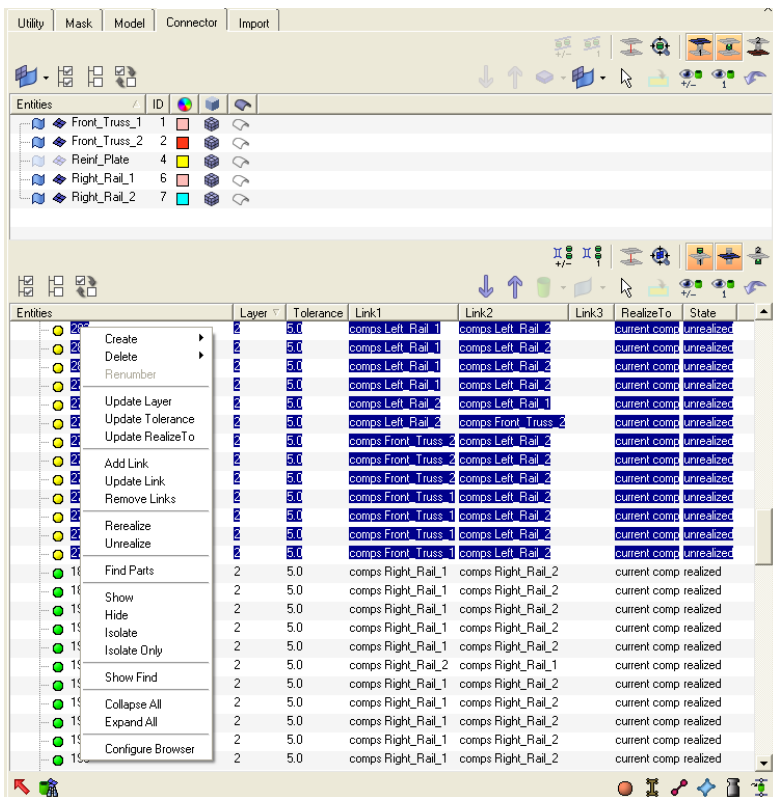 Utility Mask Model Connector Import
Entities ID
Front_Truss_1 1
Front_Truss_2 2
Reinf_Plate 4
Right_Rail_1 6
Right_Rail_2 7
Entities Layer Tolerance Link1 Link2 Link3 RealizeTo State
2 5.0 comps Left_Rail_1 comps Left_Rail_2 current comp unrealized
2 5.0 comps Left_Rail_1 comps Left_Rail_2 current comp unrealized
2 5.0 comps Left_Rail_1 comps Left_Rail_2 current comp unrealized
2 5.0 comps Left_Rail_1 comps Left_Rail_2 current comp unrealized
2 5.0 comps Left_Rail_2 comps Left_Rail_1 current comp unrealized
2 5.0 comps Left_Rail_2 comps Front_Truss_2 current comp unrealized
2 5.0 comps Front_Truss_2 comps Left_Rail_2 current comp unrealized
2 5.0 comps Front_Truss_2 comps Left_Rail_2 current comp unrealized
2 5.0 comps Front_Truss_2 comps Left_Rail_2 current comp unrealized
2 5.0 comps Front_Truss_1 comps Left_Rail_2 current comp unrealized
2 5.0 comps Front_Truss_1 comps Left_Rail_2 current comp unrealized
2 5.0 comps Front_Truss_1 comps Left_Rail_2 current comp unrealized
2 5.0 comps Front_Truss_1 comps Left_Rail_2 current comp unrealized
2 5.0 comps Right_Rail_1 comps Right_Rail_2 current comp realized
2 5.0 comps Right_Rail_1 comps Right_Rail_2 current comp realized
2 5.0 comps Right_Rail_1 comps Right_Rail_2 current comp realized
2 5.0 comps Right_Rail_1 comps Right_Rail_2 current comp realized
2 5.0 comps Right_Rail_1 comps Right_Rail_2 current comp realized
2 5.0 comps Right_Rail_2 comps Right_Rail_1 current comp realized
2 5.0 comps Right_Rail_1 comps Right_Rail_2 current comp realized
2 5.0 comps Right_Rail_1 comps Right_Rail_2 current comp realized
2 5.0 comps Right_Rail_1 comps Right_Rail_2 current comp realized
2 5.0 comps Right_Rail_1 comps Right_Rail_2 current comp realized
2 5.0 comps Right_Rail_1 comps Right_Rail_2 current comp realized
Create
Delete
Renumber
Update Layer
Update Tolerance
Update RealizeTo
Add Link
Update Link
Remove Links
Rerealize
Unrealize
Find Parts
Show
Hide
Isolate
Isolate Only
Show Find
Collapse All
Expand All
Configure Browser